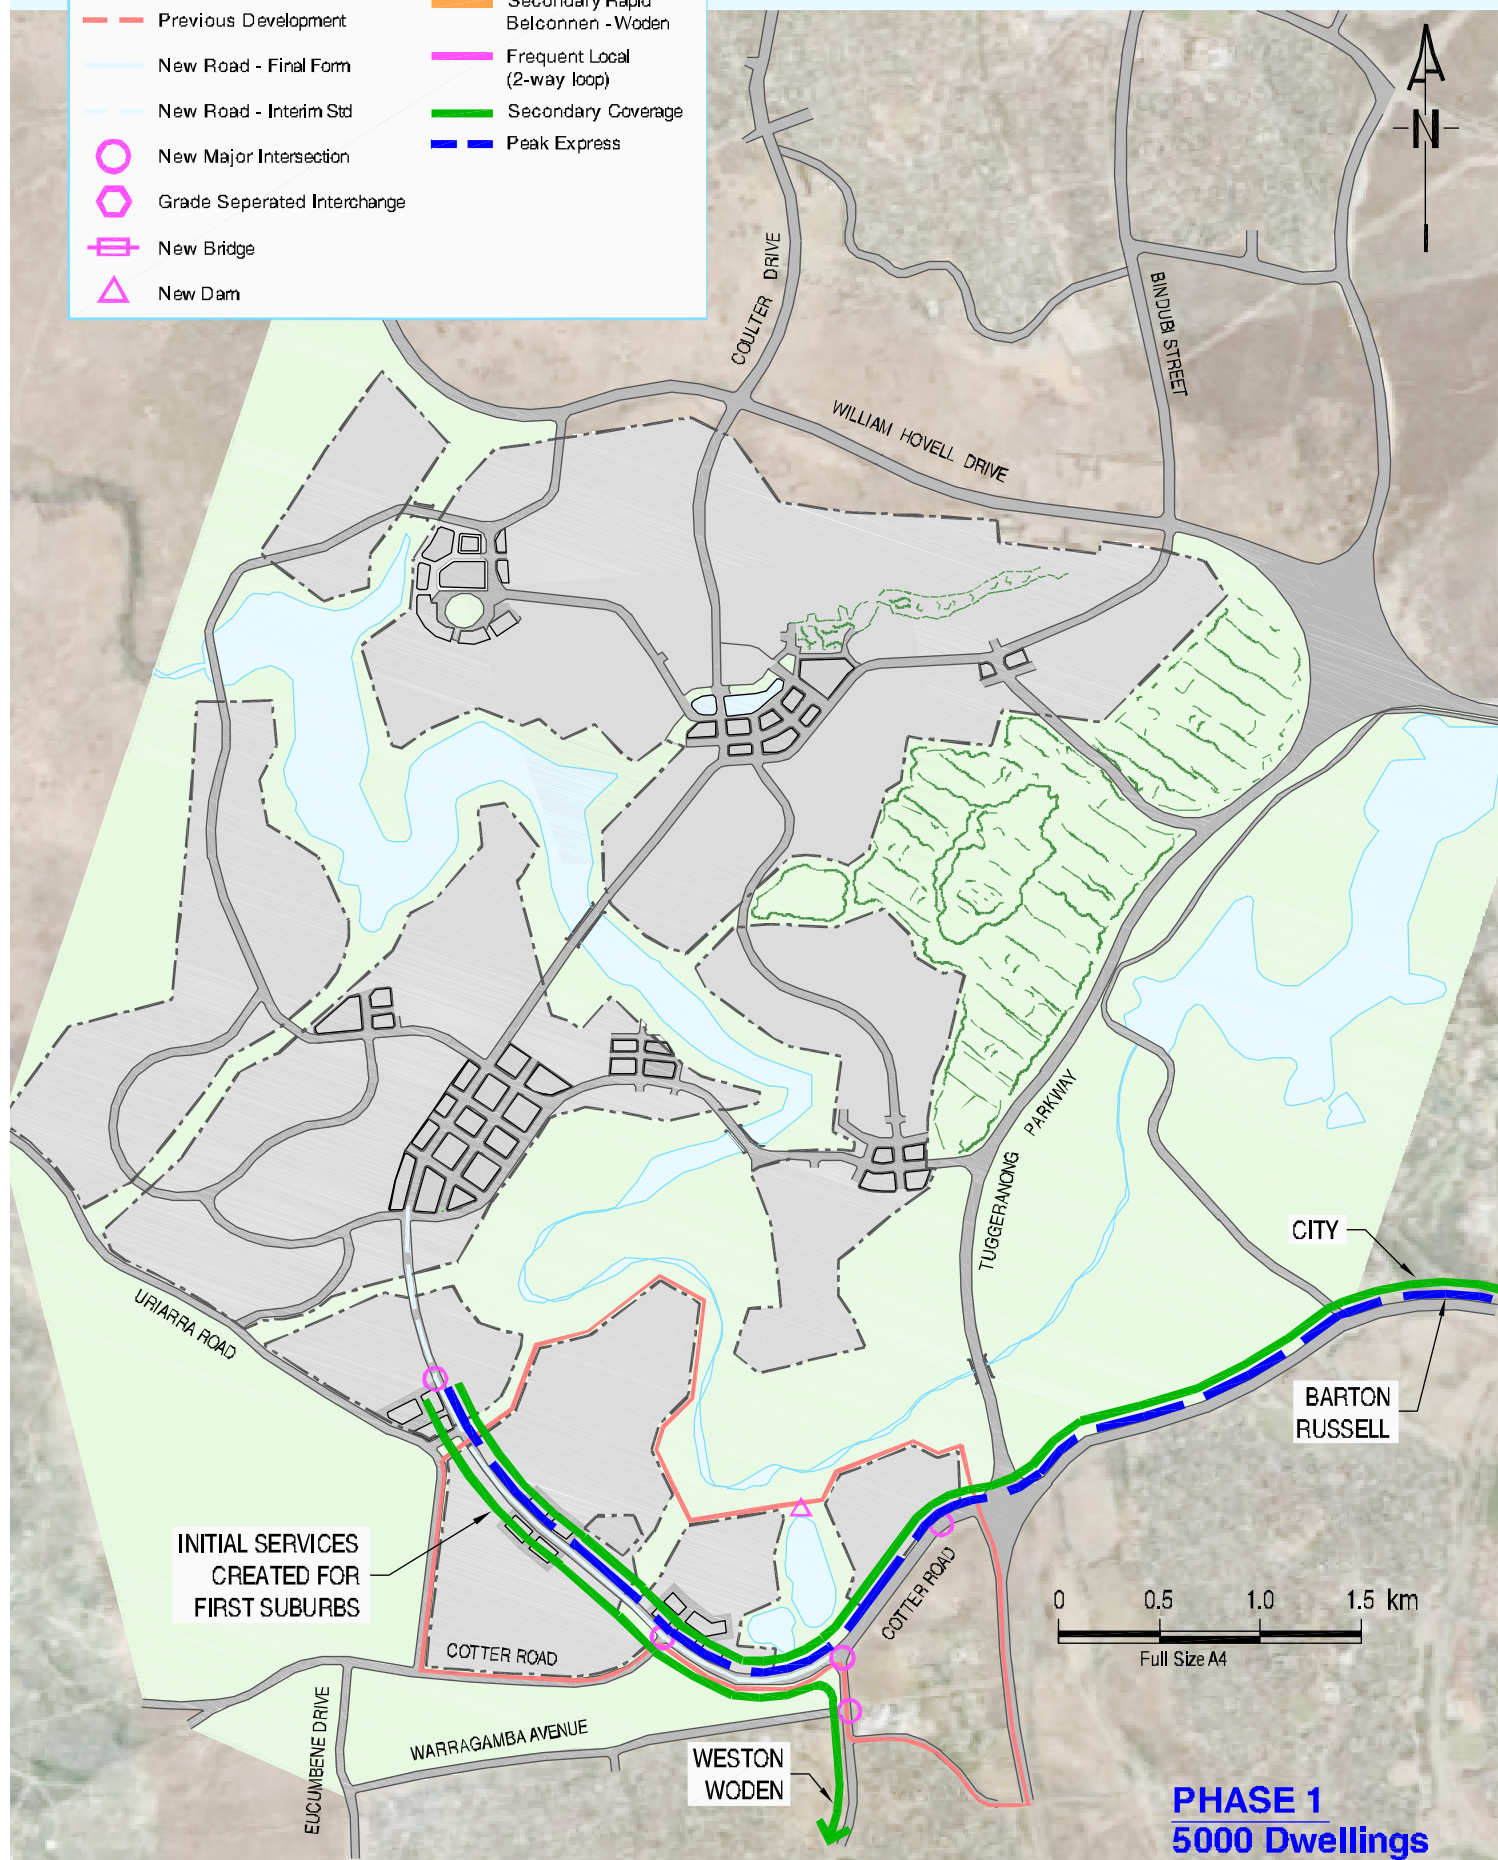 Previous Development
New Road - Final Form
New Road - Interim Std
New Major Intersection
Grade Seperated Interchange
New Bridge
New Dam
Secondary Rapid
Belconnen - Woden
Frequent Local
(2-way loop)
Secondary Coverage
Peak Express
N
COULTER DRIVE
BINDUBI STREET
WILLIAM HOVELL DRIVE
TUGGERANONG PARKWAY
CITY
URIARRA ROAD
BARTON
RUSSELL
INITIAL SERVICES
CREATED FOR
FIRST SUBURBS
COTTER ROAD
COTTER ROAD
0 0.5 1.0 1.5 km
Full Size A4
EUCUMBENE DRIVE
WARRAGAMBA AVENUE
WESTON
WODEN
PHASE 1
5000 Dwellings